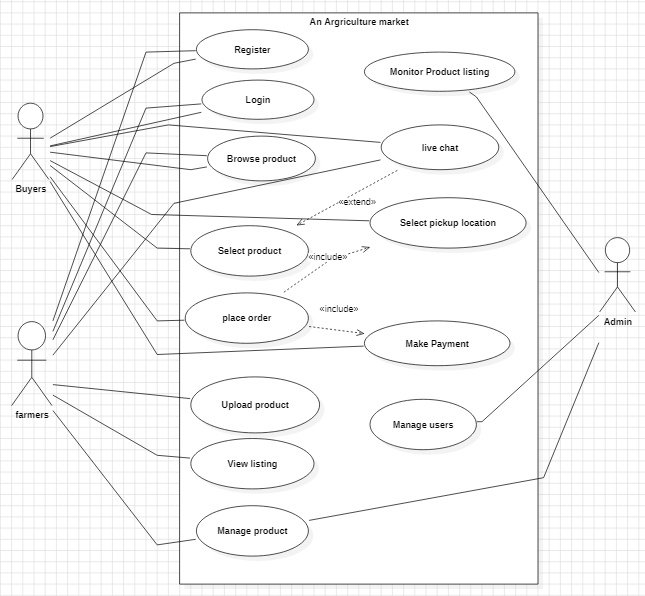 An Argriculture market
Register
Monitor Product listing
Login
live chat
Browse product
Buyers
«extend»
Select pickup location
Select product
«include»
place order
«include»
Admin
Make Payment
farmers
Upload product
Manage users
View listing
Manage product